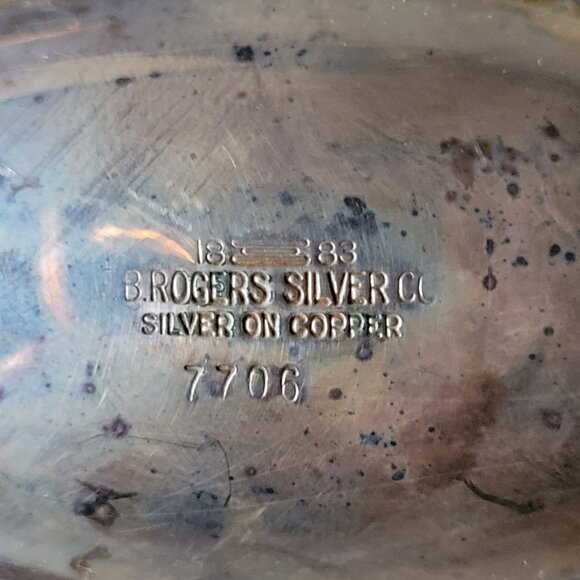 18 83
B.ROGERS SILVER CO
SILVER ON COPPER
7706